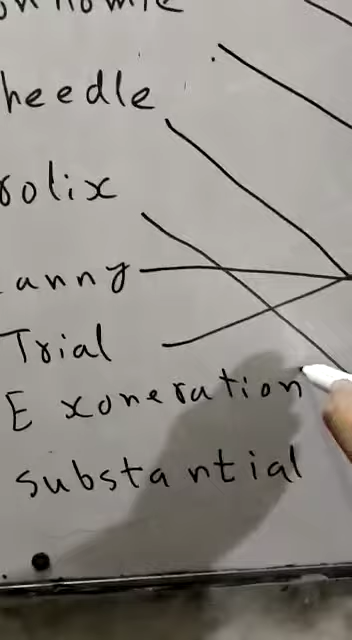 heedle
rolix
anny
Trial
Exoneration
substantial